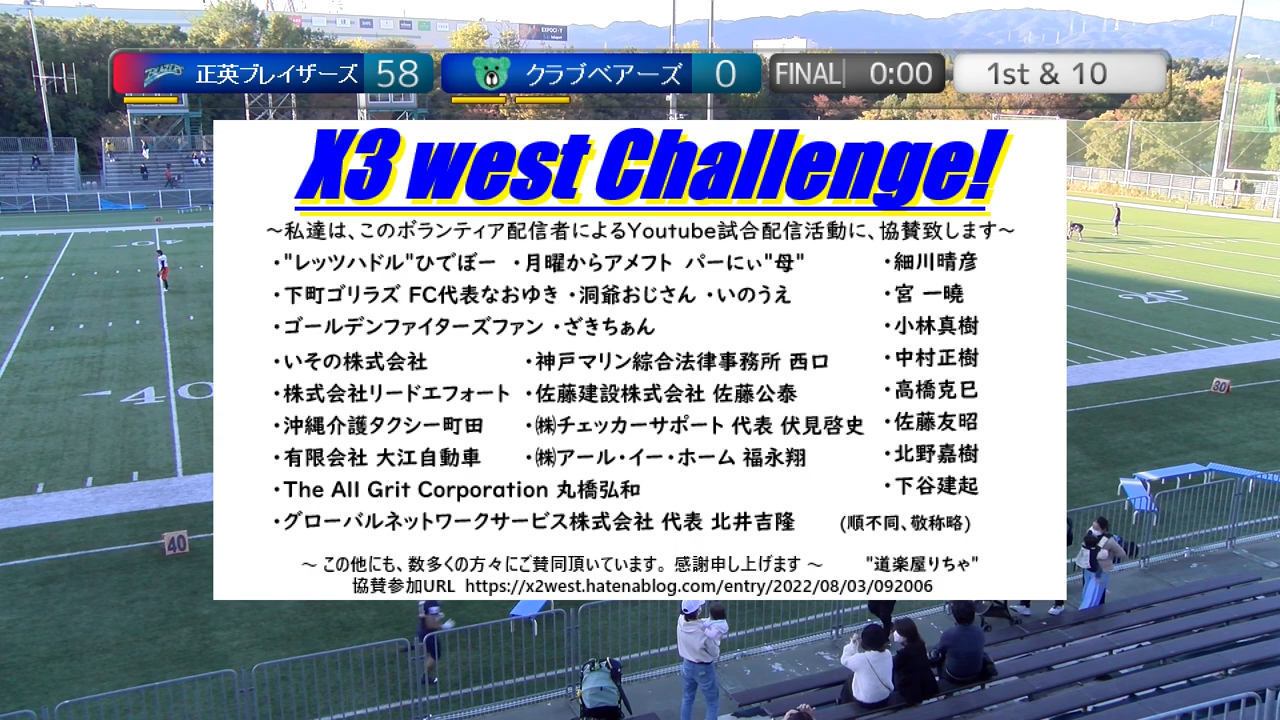 BLAZERS 正英ブレイザーズ 58 クラブベアーズ 0 FINAL 0:00 1st & 10
X3 west Challenge!
～私達は、このボランティア配信者によるYoutube試合配信活動に、協賛致します～
・"レッツハドル"ひでぼー ・月曜からアメフト パーにぃ"母" ・細川晴彦
・下町ゴリラズ FC代表なおゆき ・洞爺おじさん ・いのうえ ・宮 一曉
・ゴールデンファイターズファン ・ざきちぁん ・小林真樹
・いその株式会社 ・神戸マリン綜合法律事務所 西口 ・中村正樹
・株式会社リードエフォート ・佐藤建設株式会社 佐藤公泰 ・高橋克巳
・沖縄介護タクシー町田 ・㈱チェッカーサポート 代表 伏見啓史 ・佐藤友昭
・有限会社 大江自動車 ・㈱アール・イー・ホーム 福永翔 ・北野嘉樹
・The All Grit Corporation 丸橋弘和 ・下谷建起
・グローバルネットワークサービス株式会社 代表 北井吉隆 (順不同、敬称略)
～ この他にも、数多くの方々にご賛同頂いています。感謝申し上げます ～ "道楽屋りちゃ"
協賛参加URL https://x2west.hatenablog.com/entry/2022/08/03/092006
EXPOCITY
40
20
30
40
40